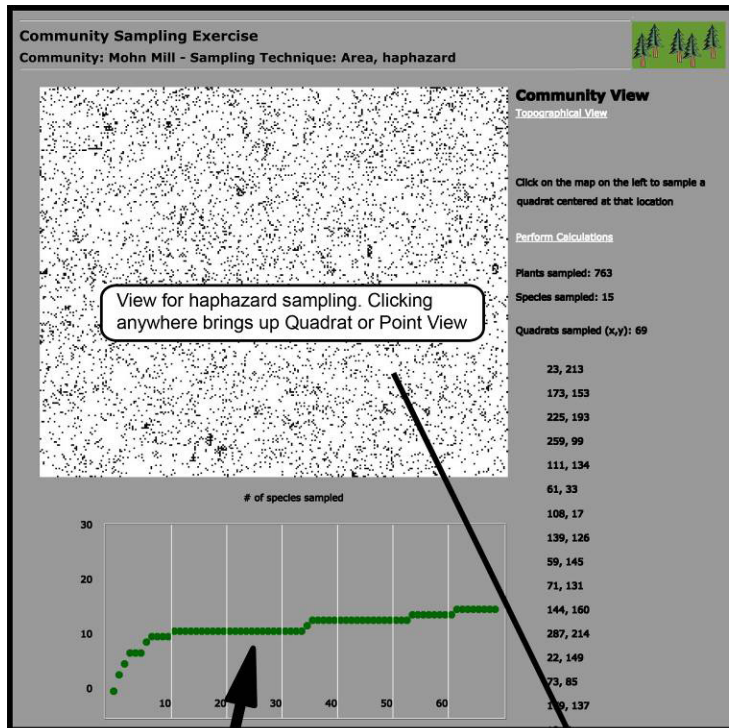 Community Sampling Exercise
Community: Mohn Mill - Sampling Technique: Area, haphazard
Community View
Topographical View
Click on the map on the left to sample a
quadrat centered at that location
Perform Calculations
Plants sampled: 763
Species sampled: 15
Quadrats sampled (x,y): 69
23, 213
173, 153
225, 193
259, 99
111, 134
61, 33
108, 17
139, 126
59, 145
71, 131
144, 160
287, 214
22, 149
73, 85
137
View for haphazard sampling. Clicking
anywhere brings up Quadrat or Point View
# of species sampled
30
20
10
0
10 20 30 40 50 60